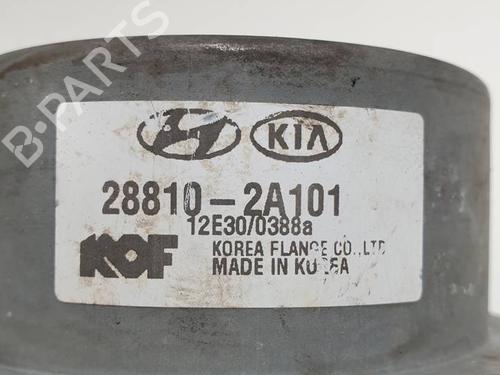 B-PARTS
KIA
28810-2A101
12E30/0388a
KOF
KOREA FLANGE CO.,LTD
MADE IN KOREA